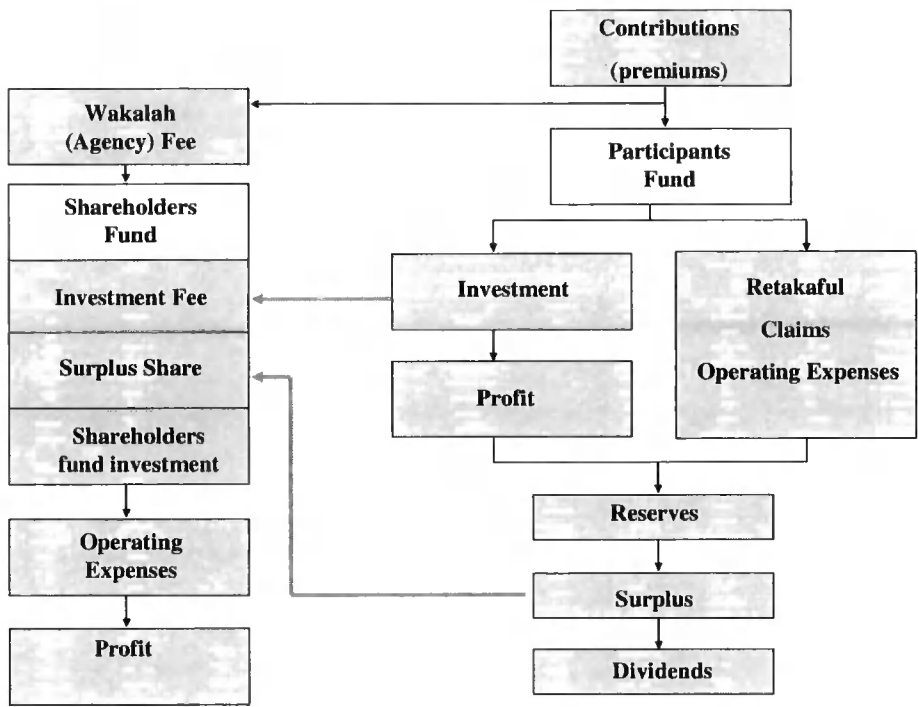 Contributions
(premiums)
Wakalah
(Agency) Fee
Participants
Fund
Shareholders
Fund
Investment Fee
Surplus Share
Shareholders
fund investment
Operating
Expenses
Profit
Investment
Profit
Retakaful
Claims
Operating Expenses
Reserves
Surplus
Dividends